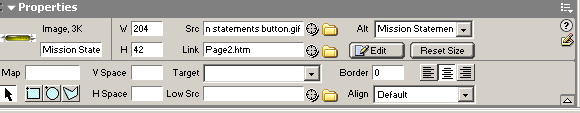 Properties
Image, 3K W 204 Src n statements button.gif Alt Mission Statemen
Mission State H 42 Link Page2.htm Edit Reset Size
Map V Space Target Border 0
H Space Low Src Align Default